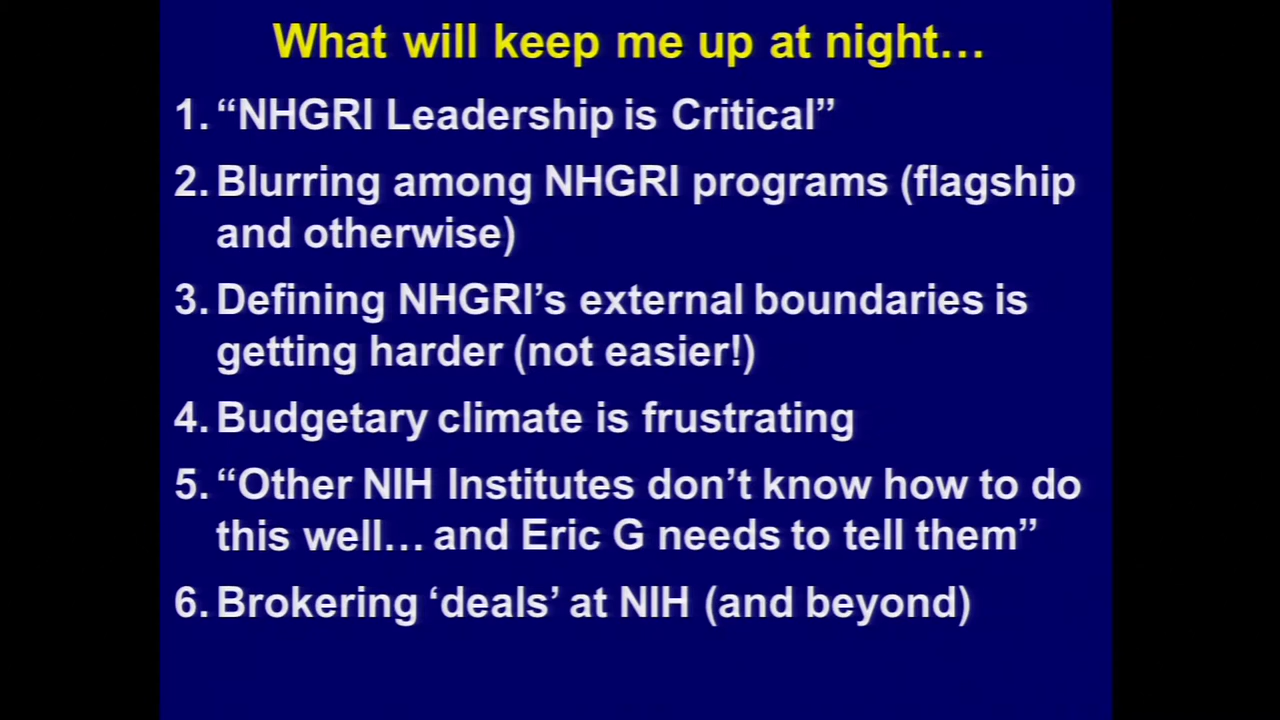 What will keep me up at night…
1. “NHGRI Leadership is Critical”
2. Blurring among NHGRI programs (flagship
and otherwise)
3. Defining NHGRI’s external boundaries is
getting harder (not easier!)
4. Budgetary climate is frustrating
5. “Other NIH Institutes don’t know how to do
this well… and Eric G needs to tell them”
6. Brokering ‘deals’ at NIH (and beyond)